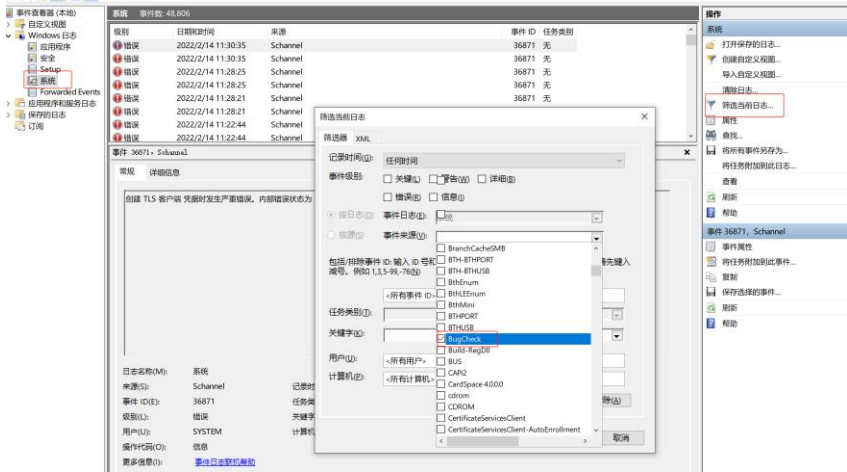 事件查看器 (本地)
自定义视图
Windows 日志
应用程序
安全
Setup
系统
Forwarded Events
应用程序和服务日志
保存的日志
订阅
系统 事件数: 48,806
级别 日期和时间 来源 事件 ID 任务类别
错误 2022/2/14 11:30:35 Schannel 36871 无
错误 2022/2/14 11:30:35 Schannel 36871 无
错误 2022/2/14 11:28:25 Schannel 36871 无
错误 2022/2/14 11:28:25 Schannel 36871 无
错误 2022/2/14 11:28:21 Schannel 36871 无
错误 2022/2/14 11:28:21 Schannel
错误 2022/2/14 11:22:44 Schannel
错误 2022/2/14 11:22:44 Schannel
事件 36871，Schannel
常规 详细信息
创建 TLS 客户端 凭据时发生严重错误。内部错误状态为
日志名称(M): 系统
来源(S): Schannel 记录时
事件 ID(E): 36871 任务类
级别(L): 错误 关键字
用户(U): SYSTEM 计算机
操作代码(O): 信息
更多信息(I): 事件日志联机帮助
筛选当前日志
筛选器 XML
记录时间(G): 任何时间
事件级别: 关键(L) 警告(W) 详细(B)
错误(R) 信息(I)
按日志(O) 事件日志(E):
按源(S) 事件来源(V):
包括/排除事件 ID: 输入 ID 号和
减号。例如 1,3,5-99,-76(N)
<所有事件 ID>
任务类别(T):
关键字(K):
用户(U): <所有用户>
计算机(P): <所有计算机>
BranchCacheSMB
BTH-BTHPORT
BTH-BTHUSB
BthEnum
BthLEEnum
BthMini
BTHPORT
BTHUSB
BugCheck
Build-RegDll
BUS
CAPI2
CardSpace 4.0.0.0
cdrom
CDROM
CertificateServicesClient
CertificateServicesClient-AutoEnrollment
先键入
除(A)
取消
操作
系统
打开保存的日志...
创建自定义视图...
导入自定义视图...
清除日志...
筛选当前日志...
属性
查找...
将所有事件另存为...
将任务附加到此日志...
查看
刷新
帮助
事件 36871，Schannel
事件属性
将任务附加到此事件...
复制
保存选择的事件...
刷新
帮助